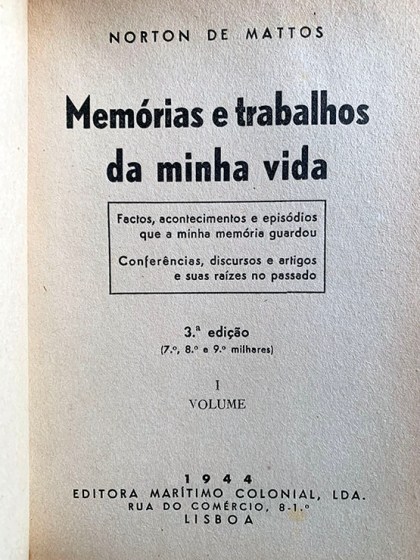 NORTON DE MATTOS
Memórias e trabalhos
da minha vida
Factos, acontecimentos e episódios
que a minha memória guardou
Conferências, discursos e artigos
e suas raízes no passado
3.ª edição
(7.º, 8.º e 9.º milhares)
I
VOLUME
1944
EDITORA MARÍTIMO COLONIAL, LDA.
RUA DO COMÉRCIO, 8-1.º
LISBOA